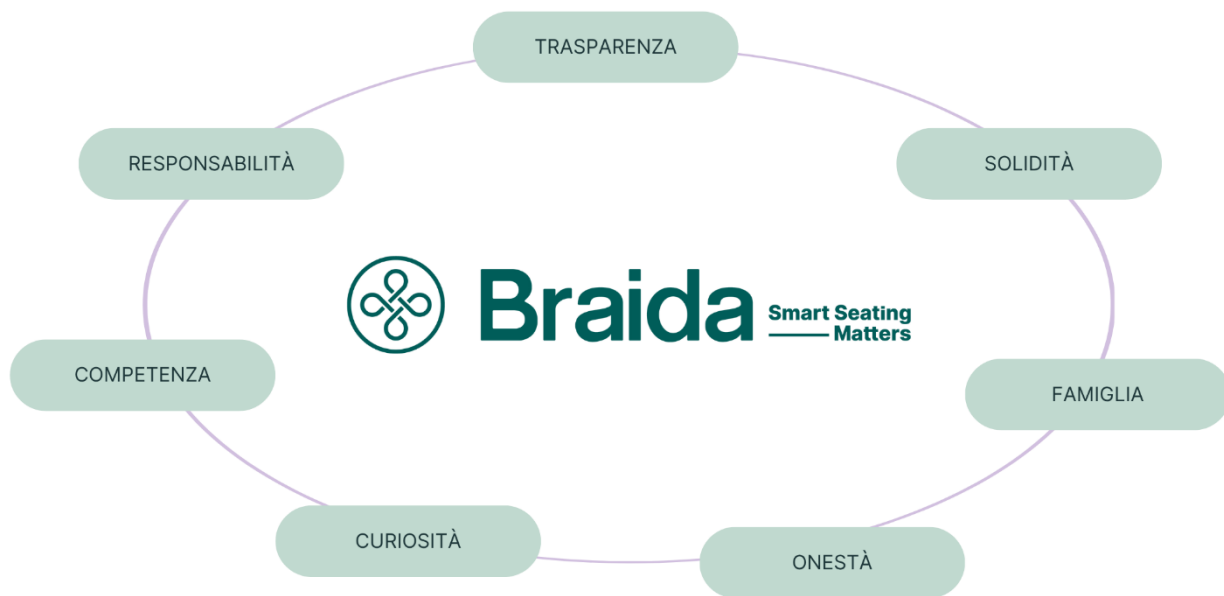 TRASPARENZA
RESPONSABILITÀ
SOLIDITÀ
Braida
Smart Seating
Matters
COMPETENZA
FAMIGLIA
CURIOSITÀ
ONESTÀ